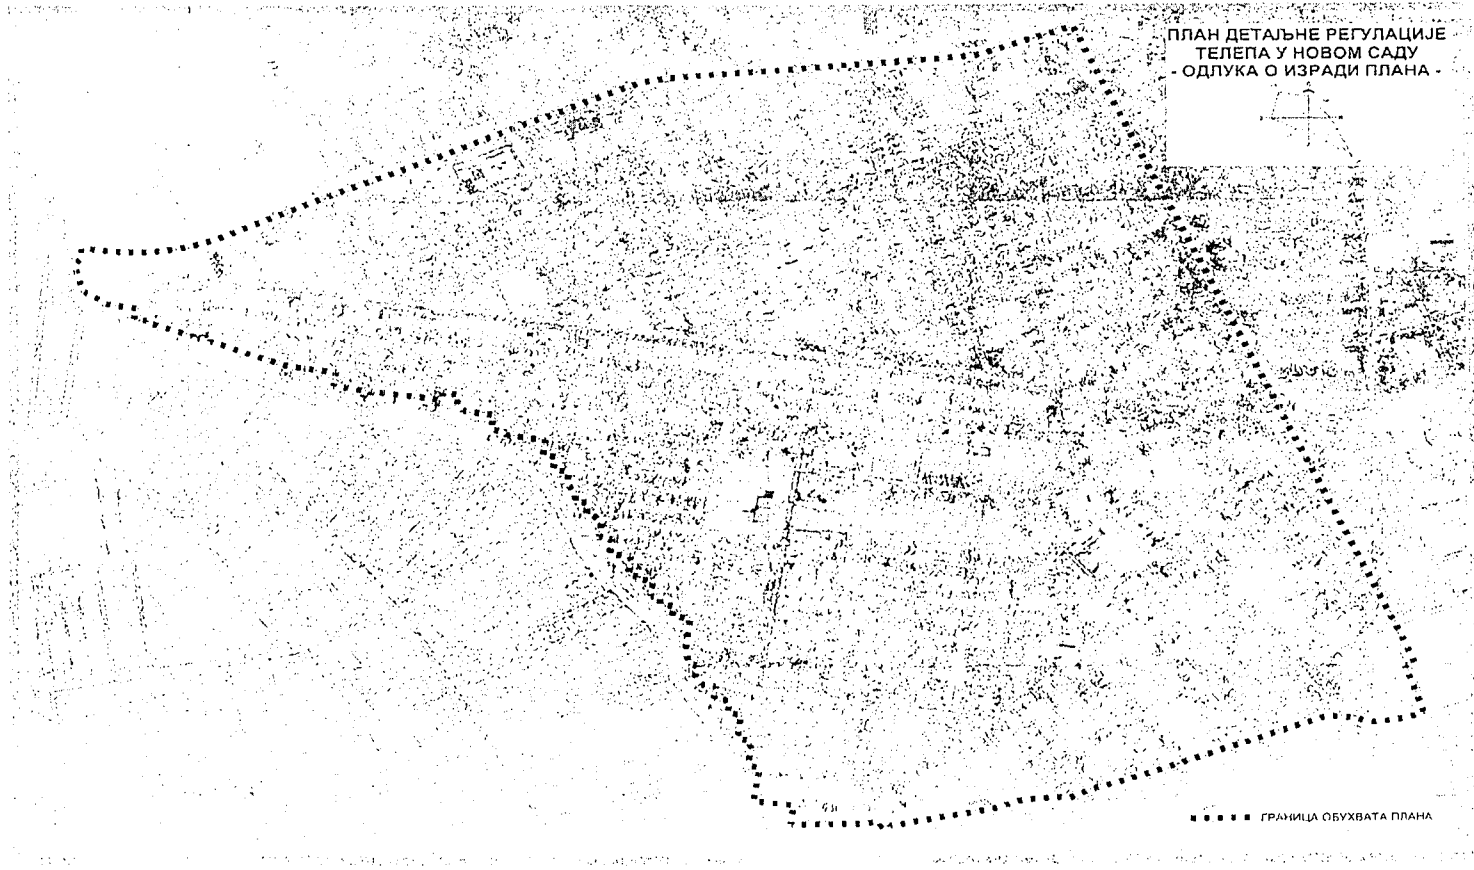 ПЛАН ДЕТАЉНЕ РЕГУЛАЦИЈЕ
ТЕЛЕПА У НОВОМ САДУ
- ОДЛУКА О ИЗРАДИ ПЛАНА -
ГРАНИЦА ОБУХВАТА ПЛАНА